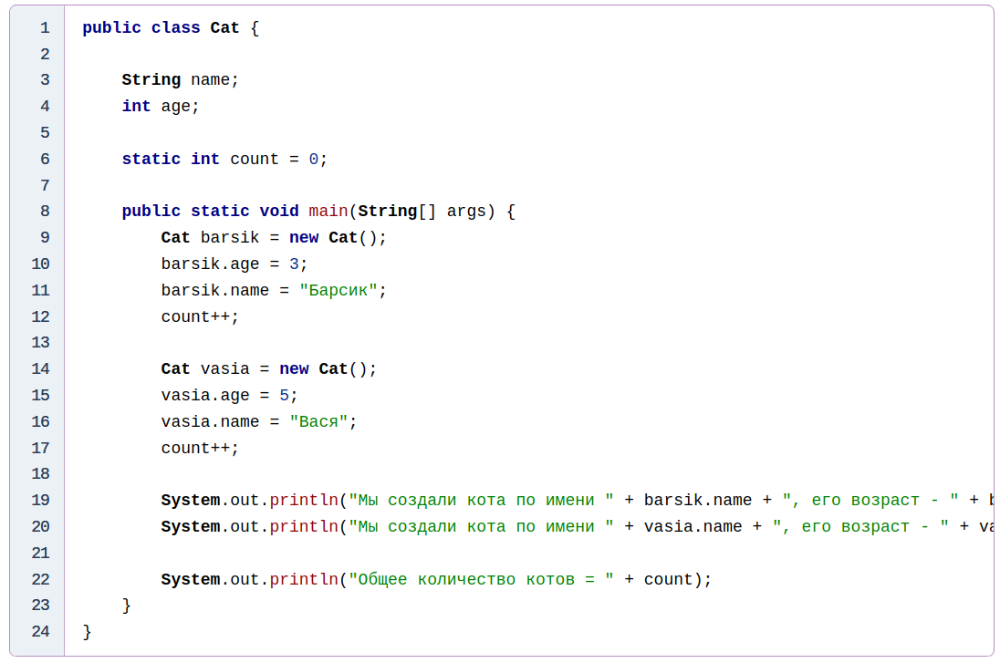 1 public class Cat {
2
3 String name;
4 int age;
5
6 static int count = 0;
7
8 public static void main(String[] args) {
9 Cat barsik = new Cat();
10 barsik.age = 3;
11 barsik.name = "Барсик";
12 count++;
13
14 Cat vasia = new Cat();
15 vasia.age = 5;
16 vasia.name = "Вася";
17 count++;
18
19 System.out.println("Мы создали кота по имени " + barsik.name + ", его возраст - " +
20 System.out.println("Мы создали кота по имени " + vasia.name + ", его возраст - " +
21
22 System.out.println("Общее количество котов = " + count);
23 }
24 }